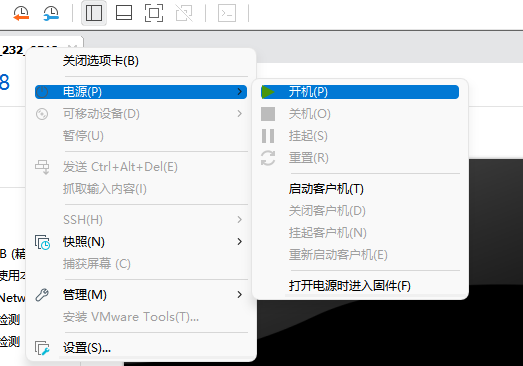 关闭选项卡(B)
8
电源(P)
可移动设备(D)
暂停(U)
发送 Ctrl+Alt+Del(E)
抓取输入内容(I)
SSH(H)
快照(N)
捕获屏幕 (C)
管理(M)
安装 VMware Tools(T)...
设置(S)...
开机(P)
关机(O)
挂起(S)
重置(R)
启动客户机(T)
关闭客户机(D)
挂起客户机(N)
重新启动客户机(E)
打开电源时进入固件(F)
B (精
使用2
Netw
检测
检测